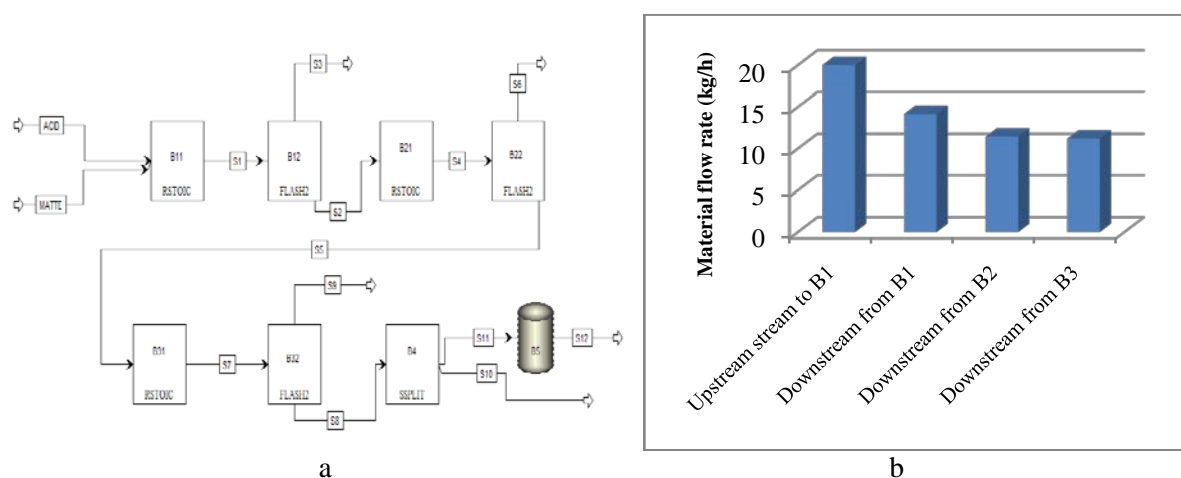 S3
S6
ACID
B11
RSTOIC
S1
B12
FLASH2
B21
RSTOIC
S4
B22
FLASH2
MATTE
S2
S5
S9
B31
RSTOIC
S7
B32
FLASH2
B4
SSPLIT
S11
B5
S12
S10
S8
a
Material flow rate (kg/h)
20
15
10
5
0
Upstream stream to B1
Downstream from B1
Downstream from B2
Downstream from B3
b